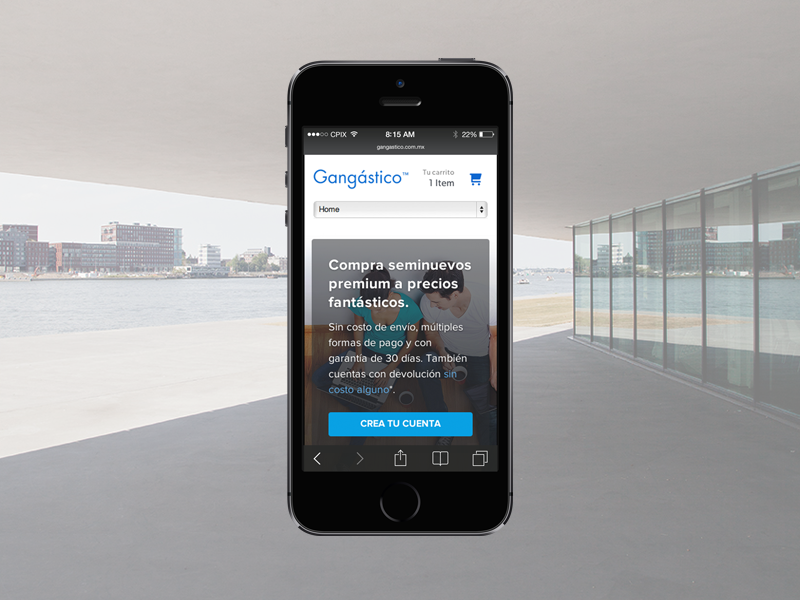 CPIX 8:15 AM 22%
gangastico.com.mx
Gangástico™
Tu carrito
1 Item
Home
Compra seminuevos
premium a precios
fantásticos.
Sin costo de envío, múltiples
formas de pago y con
garantía de 30 días. También
cuentas con devolución sin
costo alguno*.
CREA TU CUENTA